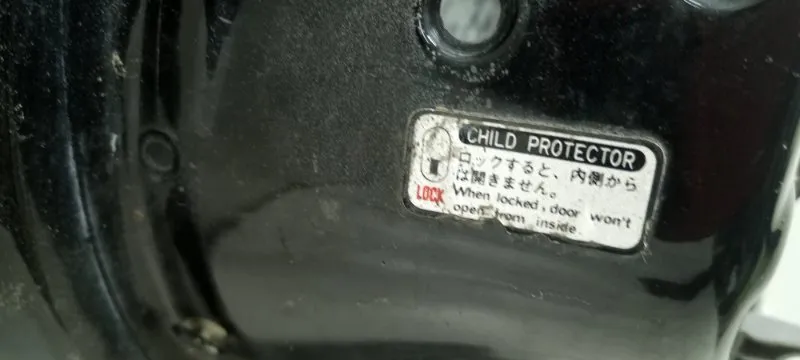 CHILD PROTECTOR
ロックすると、内側から
は開きません。
LOCK
When locked, door won't
open from inside.